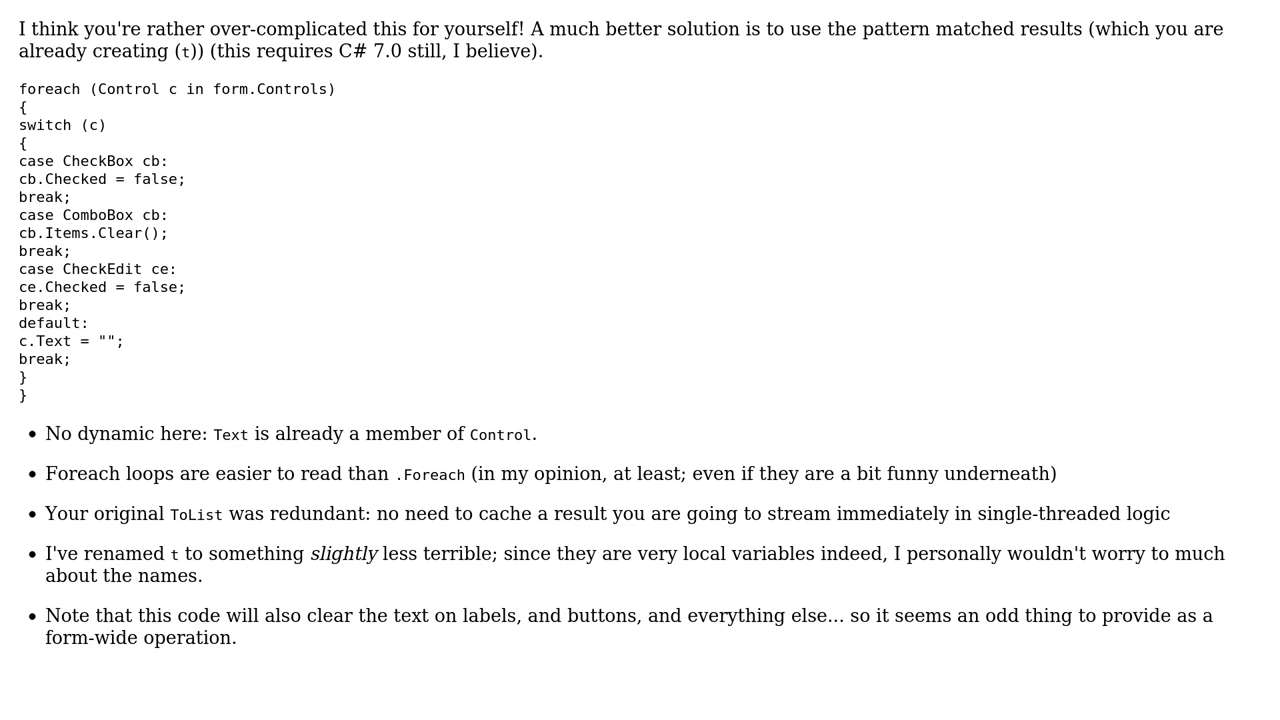 I think you're rather over-complicated this for yourself! A much better solution is to use the pattern matched results (which you are
already creating (t)) (this requires C# 7.0 still, I believe).
foreach (Control c in form.Controls)
{
switch (c)
{
case CheckBox cb:
cb.Checked = false;
break;
case ComboBox cb:
cb.Items.Clear();
break;
case CheckEdit ce:
ce.Checked = false;
break;
default:
c.Text = "";
break;
}
}
• No dynamic here: Text is already a member of Control.
• Foreach loops are easier to read than .Foreach (in my opinion, at least; even if they are a bit funny underneath)
• Your original ToList was redundant: no need to cache a result you are going to stream immediately in single-threaded logic
• I've renamed t to something slightly less terrible; since they are very local variables indeed, I personally wouldn't worry to much
about the names.
• Note that this code will also clear the text on labels, and buttons, and everything else... so it seems an odd thing to provide as a
form-wide operation.